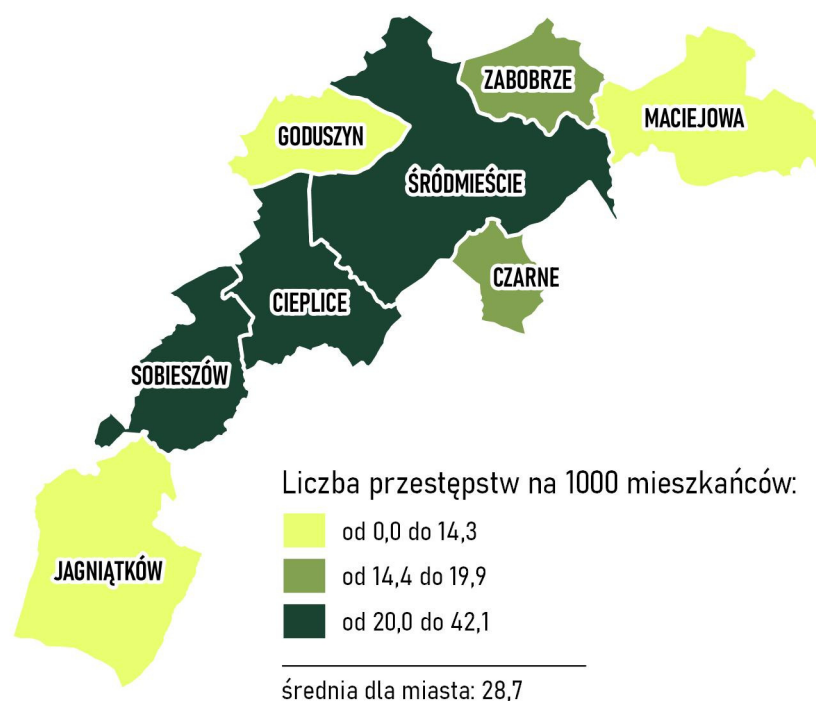 ZABOBRZE
MACIEJOWA
GODUSZYN
ŚRÓDMIEŚCIE
CZARNE
CIEPLICE
SOBIESZÓW
JAGNIĄTKÓW
Liczba przestępstw na 1000 mieszkańców:
od 0,0 do 14,3
od 14,4 do 19,9
od 20,0 do 42,1
średnia dla miasta: 28,7